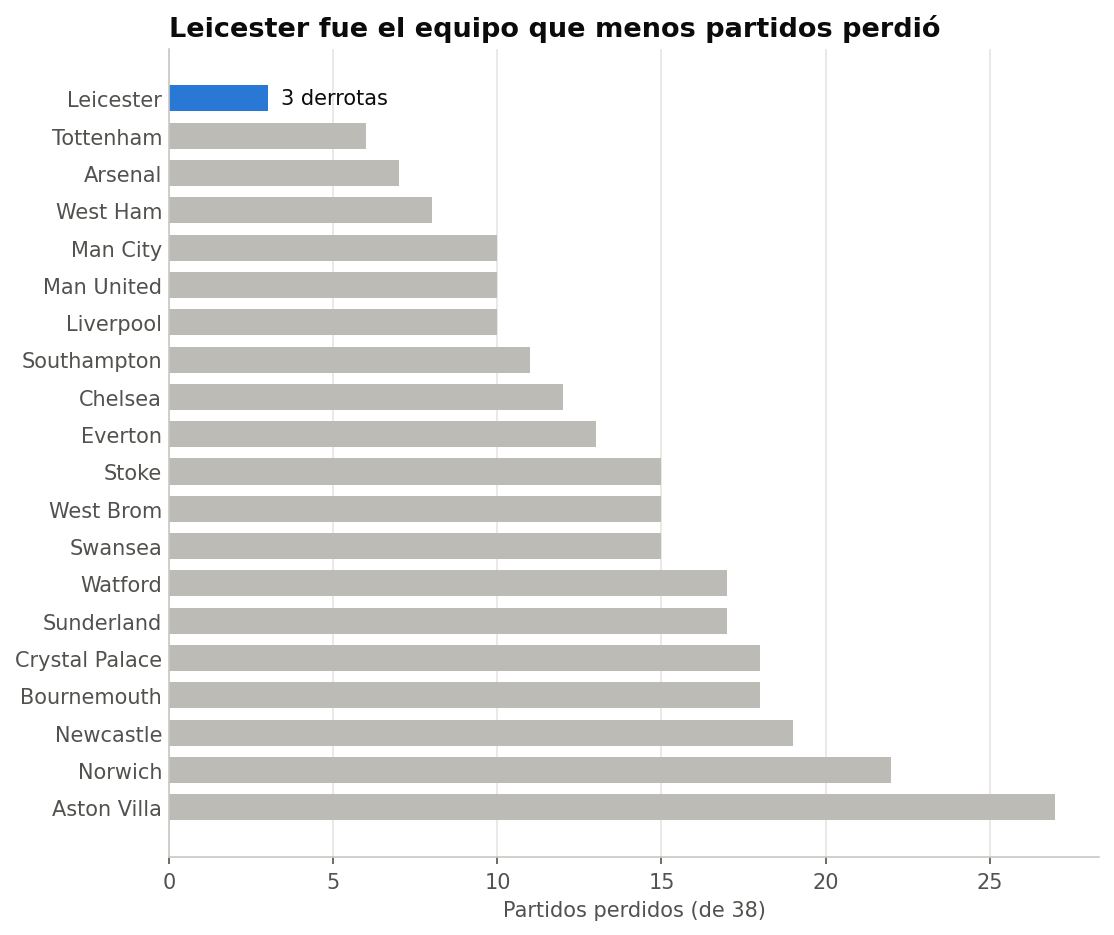 Leicester fue el equipo que menos partidos perdió
Leicester 3 derrotas
Tottenham
Arsenal
West Ham
Man City
Man United
Liverpool
Southampton
Chelsea
Everton
Stoke
West Brom
Swansea
Watford
Sunderland
Crystal Palace
Bournemouth
Newcastle
Norwich
Aston Villa
0 5 10 15 20 25
Partidos perdidos (de 38)